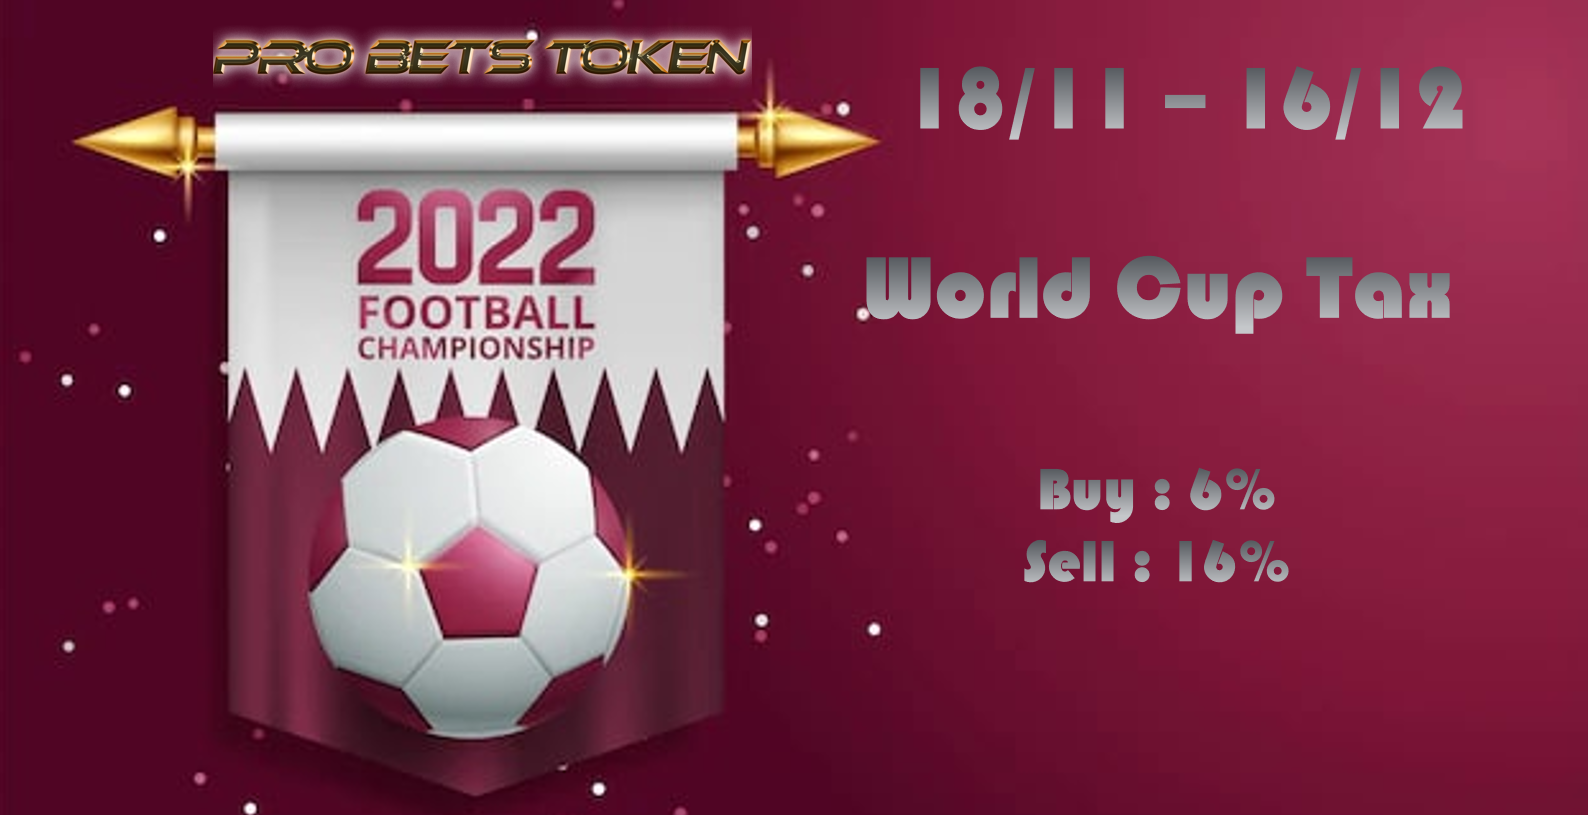 PRO BETS TOKEN
2022
FOOTBALL
CHAMPIONSHIP
18/11 – 16/12
World Cup Tax
Buy : 6%
Sell : 16%